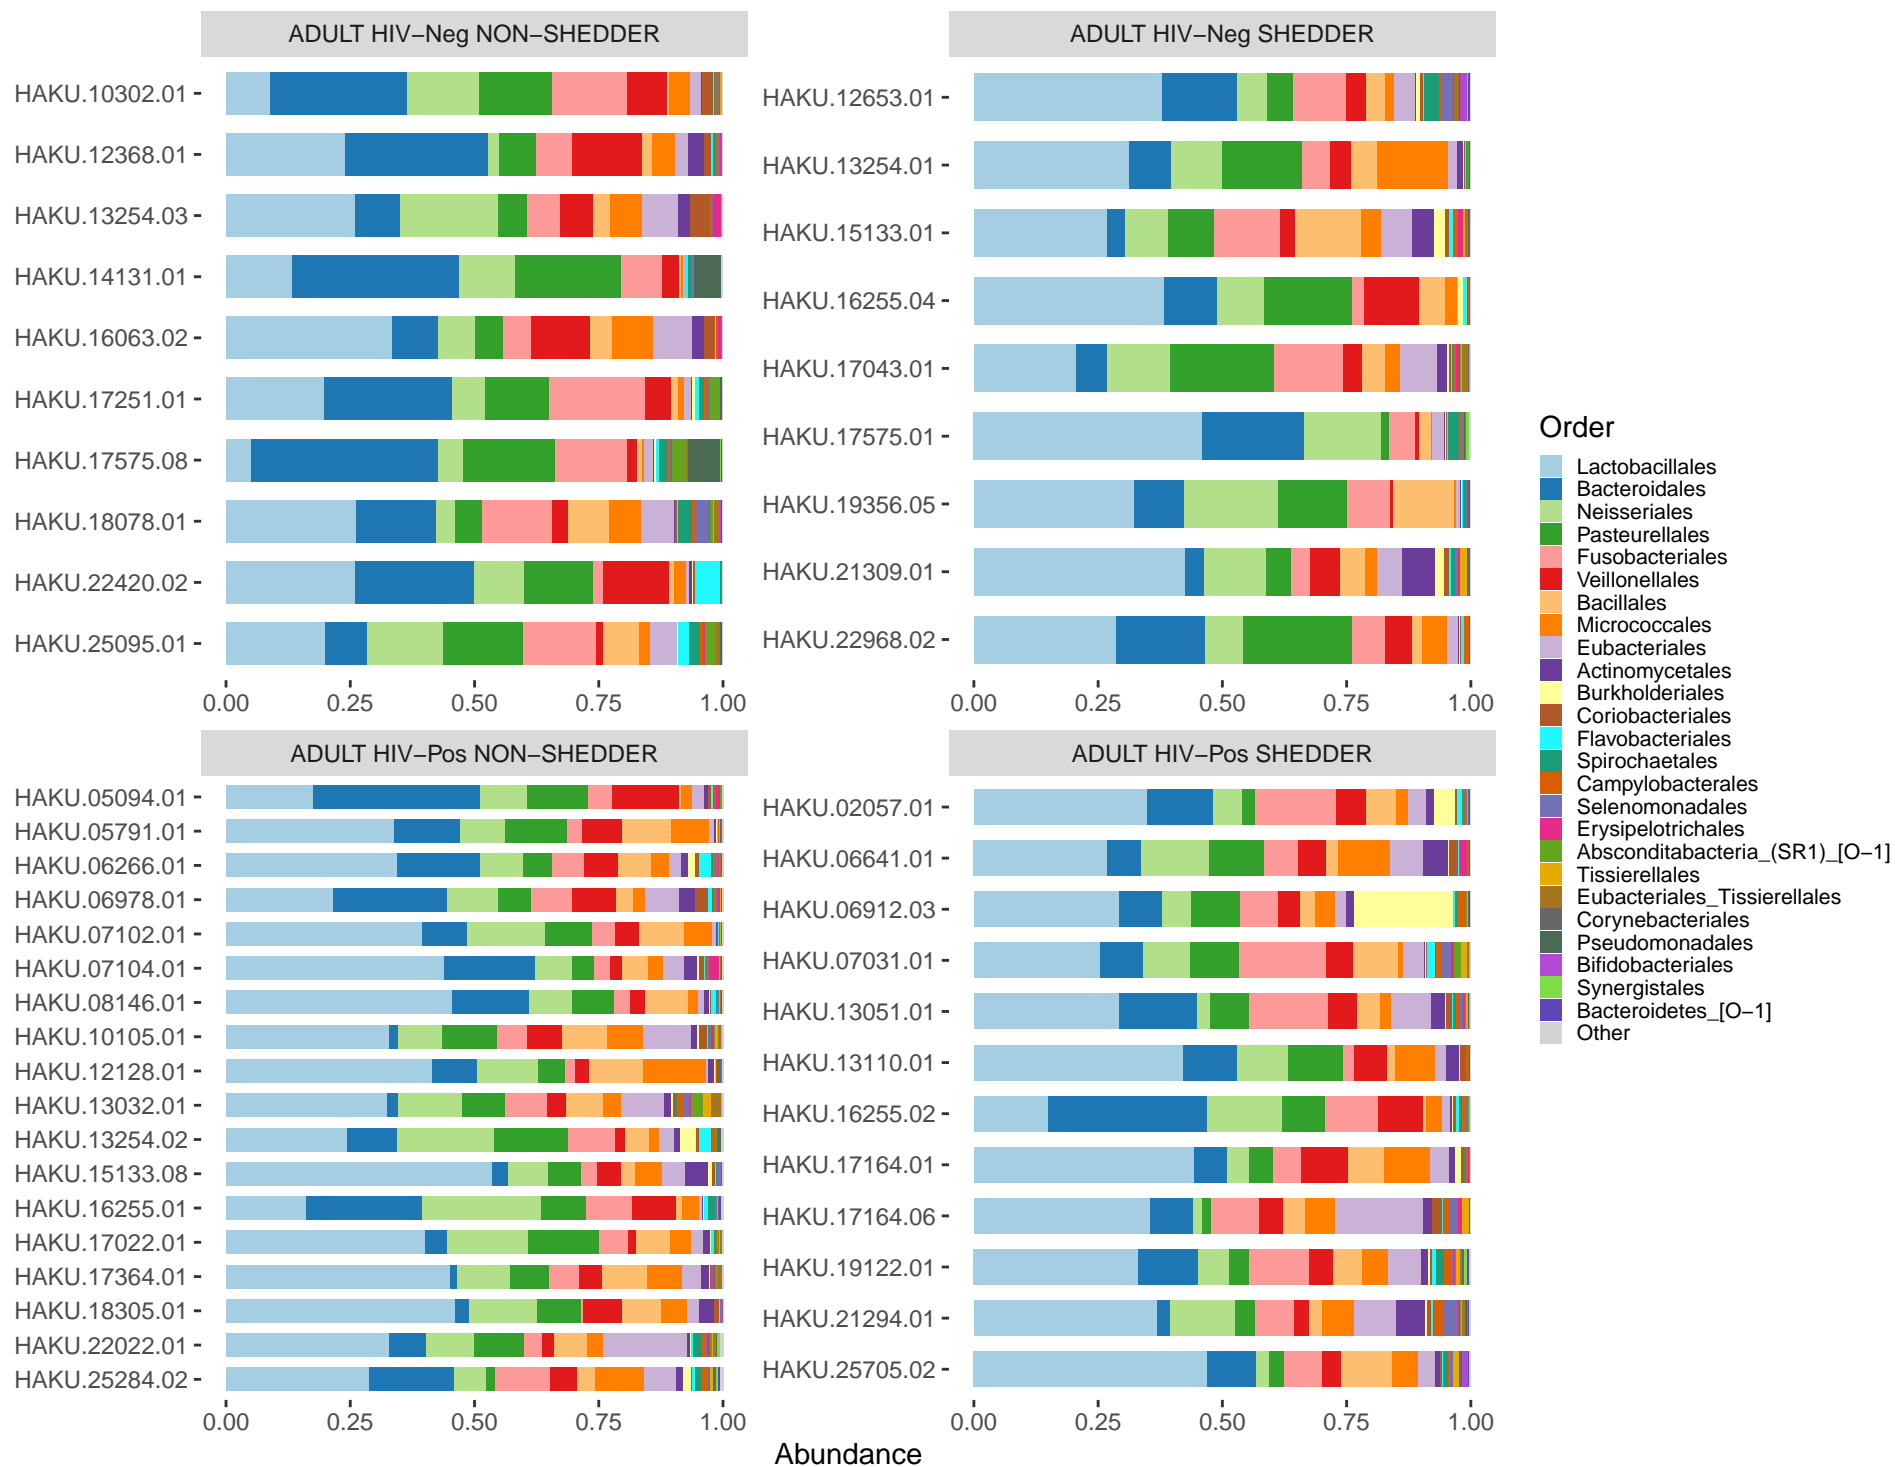 ADULT HIV−Neg NON−SHEDDER
HAKU.10302.01
HAKU.12368.01
HAKU.13254.03
HAKU.14131.01
HAKU.16063.02
HAKU.17251.01
HAKU.17575.08
HAKU.18078.01
HAKU.22420.02
HAKU.25095.01
0.00 0.25 0.50 0.75 1.00
ADULT HIV−Neg SHEDDER
HAKU.12653.01
HAKU.13254.01
HAKU.15133.01
HAKU.16255.04
HAKU.17043.01
HAKU.17575.01
HAKU.19356.05
HAKU.21309.01
HAKU.22968.02
0.00 0.25 0.50 0.75 1.00
ADULT HIV−Pos NON−SHEDDER
HAKU.05094.01
HAKU.05791.01
HAKU.06266.01
HAKU.06978.01
HAKU.07102.01
HAKU.07104.01
HAKU.08146.01
HAKU.10105.01
HAKU.12128.01
HAKU.13032.01
HAKU.13254.02
HAKU.15133.08
HAKU.16255.01
HAKU.17022.01
HAKU.17364.01
HAKU.18305.01
HAKU.22022.01
HAKU.25284.02
0.00 0.25 0.50 0.75 1.00
ADULT HIV−Pos SHEDDER
HAKU.02057.01
HAKU.06641.01
HAKU.06912.03
HAKU.07031.01
HAKU.13051.01
HAKU.13110.01
HAKU.16255.02
HAKU.17164.01
HAKU.17164.06
HAKU.19122.01
HAKU.21294.01
HAKU.25705.02
0.00 0.25 0.50 0.75 1.00
Abundance
Order
Lactobacillales
Bacteroidales
Neisseriales
Pasteurellales
Fusobacteriales
Veillonellales
Bacillales
Micrococcales
Eubacteriales
Actinomycetales
Burkholderiales
Coriobacteriales
Flavobacteriales
Spirochaetales
Campylobacterales
Selenomonadales
Erysipelotrichales
Absconditabacteria_(SR1)_[O−1]
Tissierellales
Eubacteriales_Tissierellales
Corynebacteriales
Pseudomonadales
Bifidobacteriales
Synergistales
Bacteroidetes_[O−1]
Other